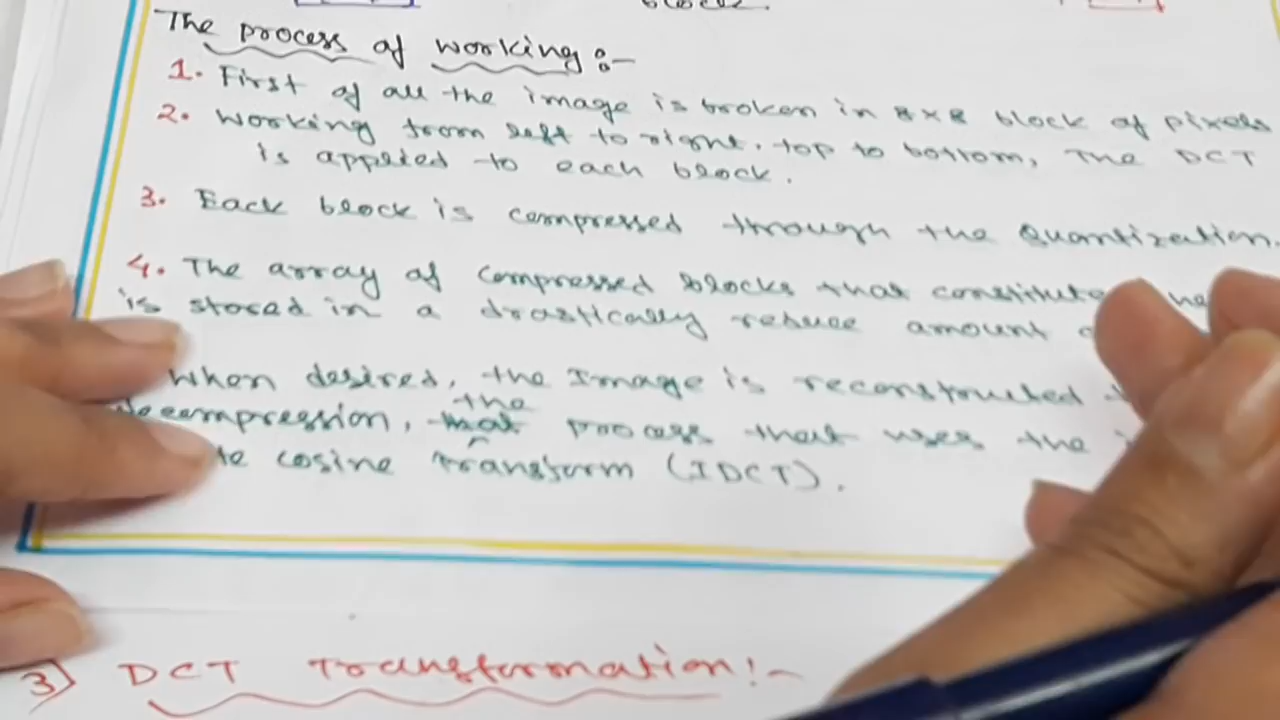 The process of working :-
1. First of all the image is broken in 8x8 block of pixels
2. Working from left to right, top to bottom, The DCT
is applied to each block.
3. Each block is compressed through the Quantization.
4. The array of compressed blocks that constitute
is stored in a drastically reduce amount
When desired, the Image is reconstructed
the
decompression, that process that uses the
cosine transform (IDCT).
3) DCT Transformation :-